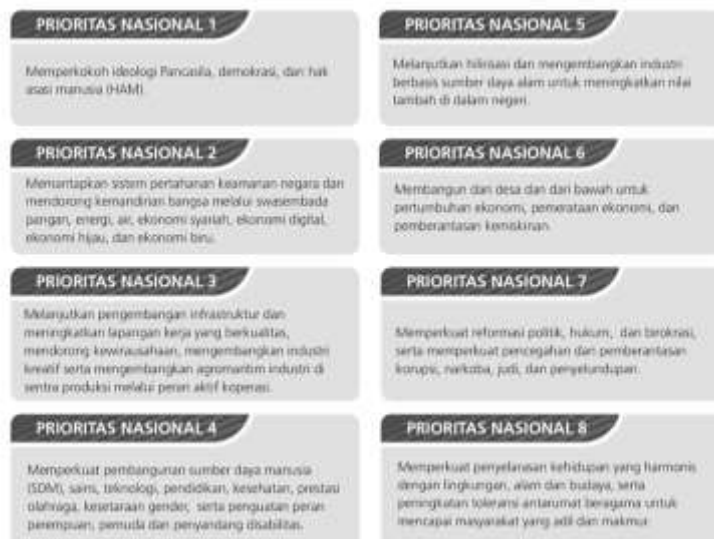 PRIORITAS NASIONAL 1
Memperkokoh ideologi Pancasila, demokrasi, dan hak
asasi manusia (HAM).
PRIORITAS NASIONAL 2
Memantapkan sistem pertahanan keamanan negara dan
mendorong kemandirian bangsa melalui swasembada
pangan, energi, air, ekonomi syariah, ekonomi digital,
ekonomi hijau, dan ekonomi biru.
PRIORITAS NASIONAL 3
Melanjutkan pengembangan infrastruktur dan
meningkatkan lapangan kerja yang berkualitas,
mendorong kewirausahaan, mengembangkan industri
kreatif serta mengembangkan agromaritim industri di
sentra produksi melalui peran aktif koperasi.
PRIORITAS NASIONAL 4
Memperkuat pembangunan sumber daya manusia
(SDM), sains, teknologi, pendidikan, kesehatan, prestasi
olahraga, kesetaraan gender, serta penguatan peran
perempuan, pemuda dan penyandang disabilitas.
PRIORITAS NASIONAL 5
Melanjutkan hilirisasi dan mengembangkan industri
berbasis sumber daya alam untuk meningkatkan nilai
tambah di dalam negeri.
PRIORITAS NASIONAL 6
Membangun dari desa dan dari bawah untuk
pertumbuhan ekonomi, pemerataan ekonomi, dan
pemberantasan kemiskinan.
PRIORITAS NASIONAL 7
Memperkuat reformasi politik, hukum, dan birokrasi,
serta memperkuat pencegahan dan pemberantasan
korupsi, narkoba, judi, dan penyelundupan.
PRIORITAS NASIONAL 8
Memperkuat penyelarasan kehidupan yang harmonis
dengan lingkungan, alam dan budaya, serta
peningkatan toleransi antarumat beragama untuk
mencapai masyarakat yang adil dan makmur.